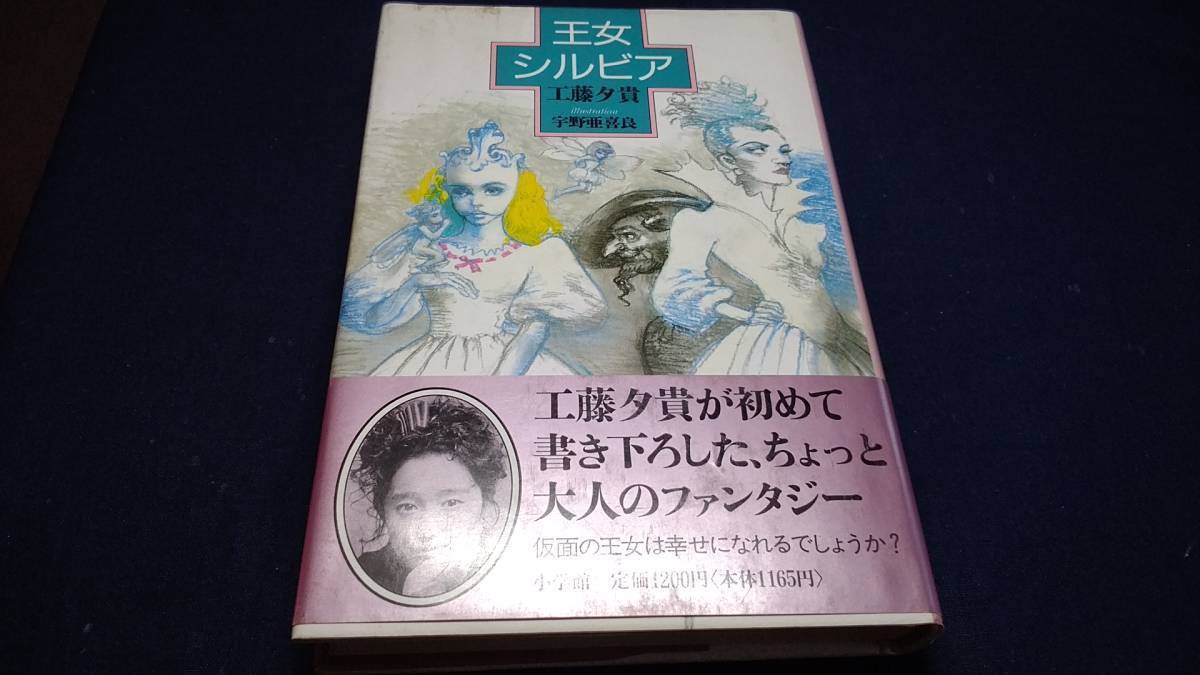 王女
シルビア
工藤夕貴
illustration
宇野亜喜良
工藤夕貴が初めて
書き下ろした、ちょっと
大人のファンタジー
仮面の王女は幸せになれるでしょうか?
小学館 定価1200円〈本体1165円〉